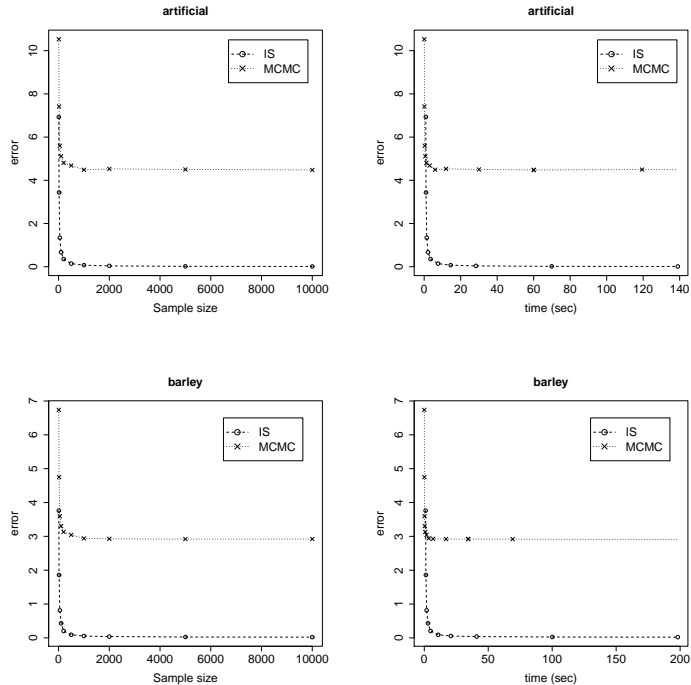 artificial
error
10
8
6
4
2
0
IS
MCMC
0 2000 4000 6000 8000 10000
Sample size
artificial
error
10
8
6
4
2
0
IS
MCMC
0 20 40 60 80 100 120 140
time (sec)
barley
error
7
6
5
4
3
2
1
0
IS
MCMC
0 2000 4000 6000 8000 10000
Sample size
barley
error
7
6
5
4
3
2
1
0
IS
MCMC
0 50 100 150 200
time (sec)